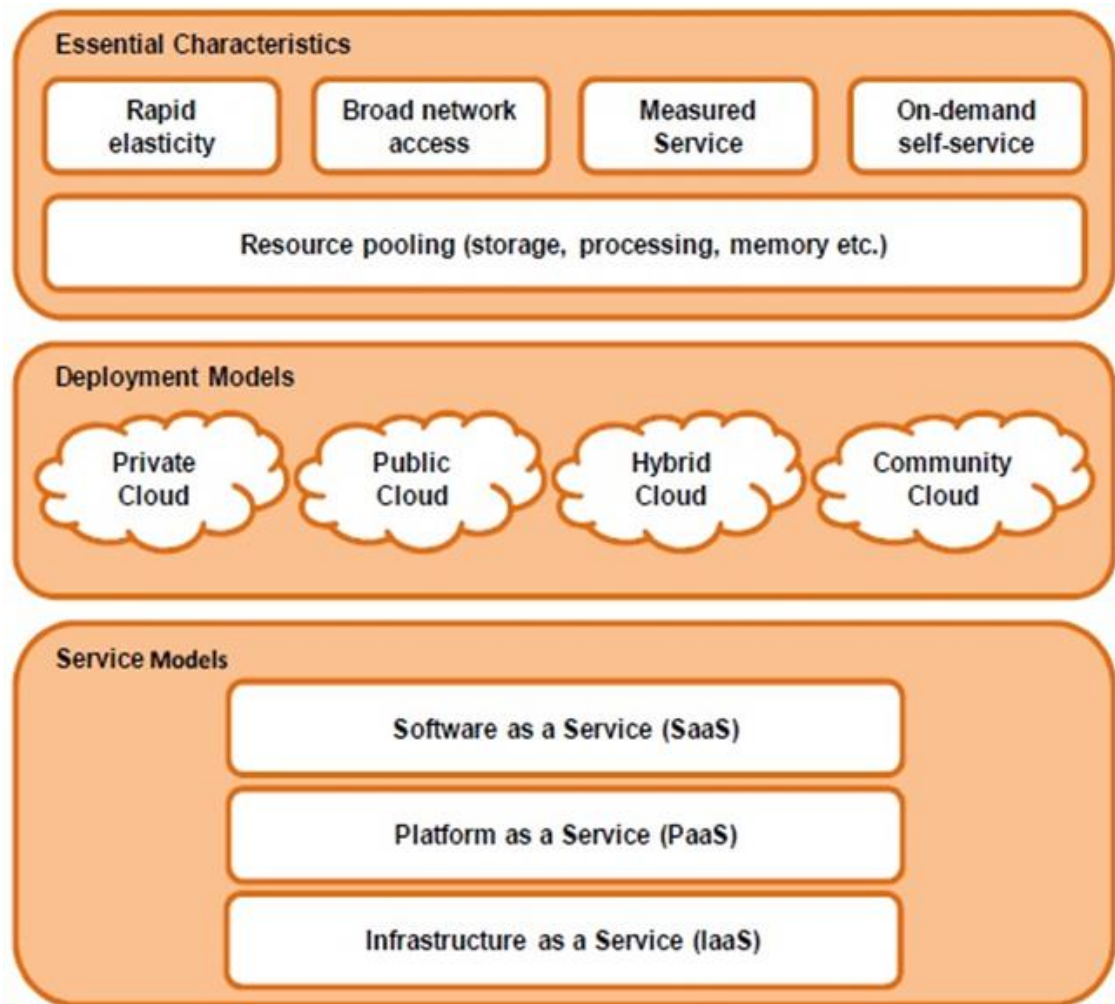 Essential Characteristics
Rapid
elasticity
Broad network
access
Measured
Service
On-demand
self-service
Resource pooling (storage, processing, memory etc.)
Deployment Models
Private
Cloud
Public
Cloud
Hybrid
Cloud
Community
Cloud
Service Models
Software as a Service (SaaS)
Platform as a Service (PaaS)
Infrastructure as a Service (IaaS)